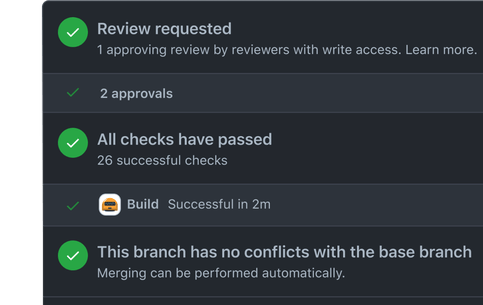 Review requested
1 approving review by reviewers with write access. Learn more.
2 approvals
All checks have passed
26 successful checks
Build Successful in 2m
This branch has no conflicts with the base branch
Merging can be performed automatically.